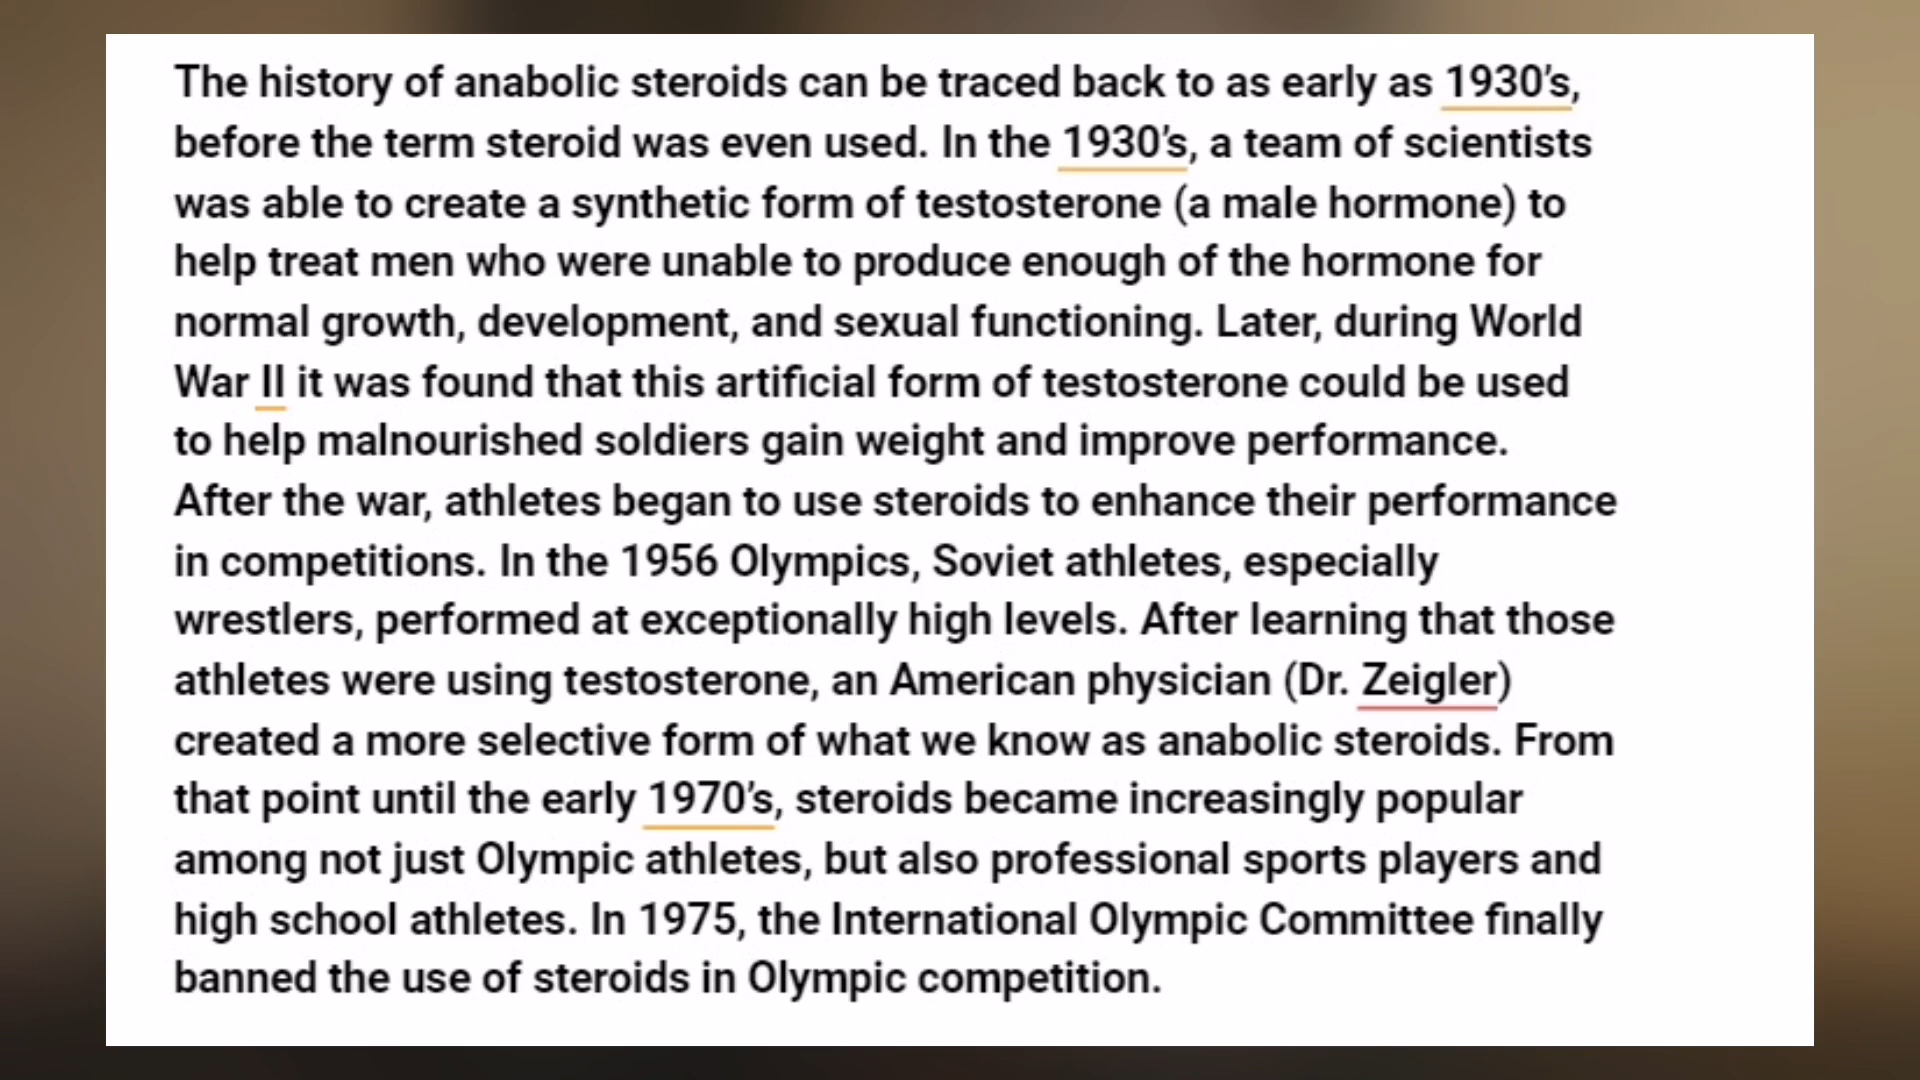 The history of anabolic steroids can be traced back to as early as 1930's,
before the term steroid was even used. In the 1930's, a team of scientists
was able to create a synthetic form of testosterone (a male hormone) to
help treat men who were unable to produce enough of the hormone for
normal growth, development, and sexual functioning. Later, during World
War II it was found that this artificial form of testosterone could be used
to help malnourished soldiers gain weight and improve performance.
After the war, athletes began to use steroids to enhance their performance
in competitions. In the 1956 Olympics, Soviet athletes, especially
wrestlers, performed at exceptionally high levels. After learning that those
athletes were using testosterone, an American physician (Dr. Zeigler)
created a more selective form of what we know as anabolic steroids. From
that point until the early 1970's, steroids became increasingly popular
among not just Olympic athletes, but also professional sports players and
high school athletes. In 1975, the International Olympic Committee finally
banned the use of steroids in Olympic competition.